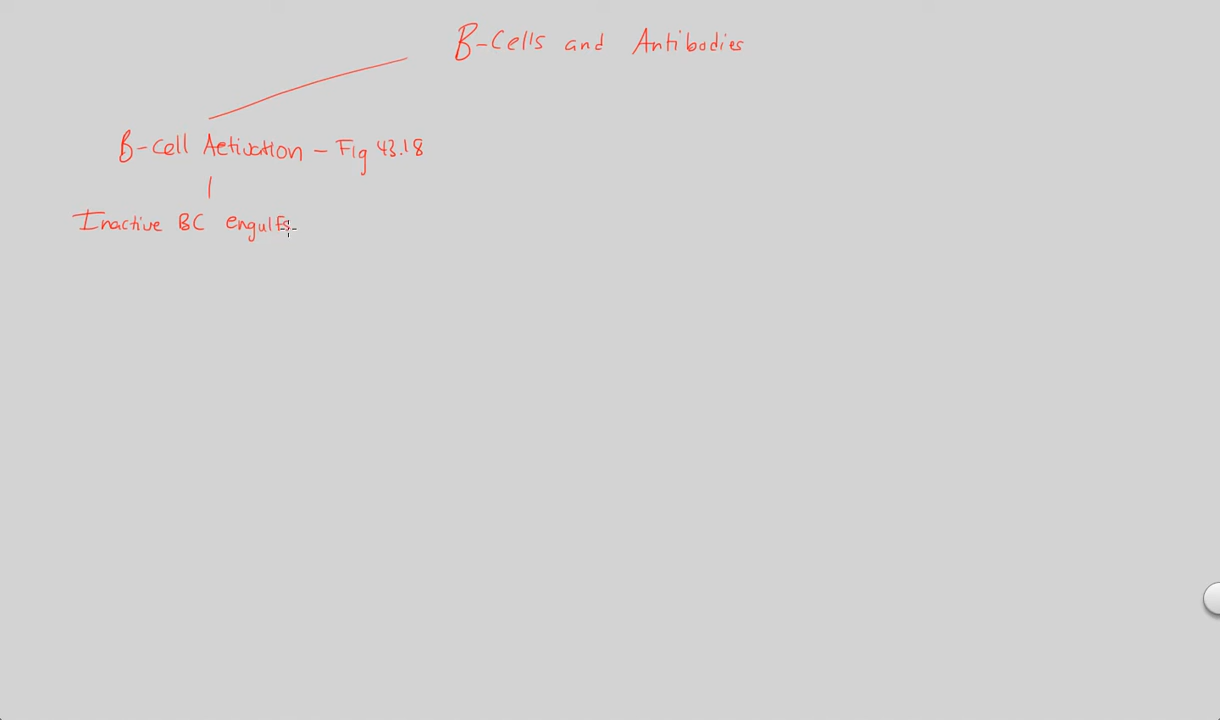 B-Cells and Antibodies
B-cell Activation - Fig 43.18
Inactive BC engulfs